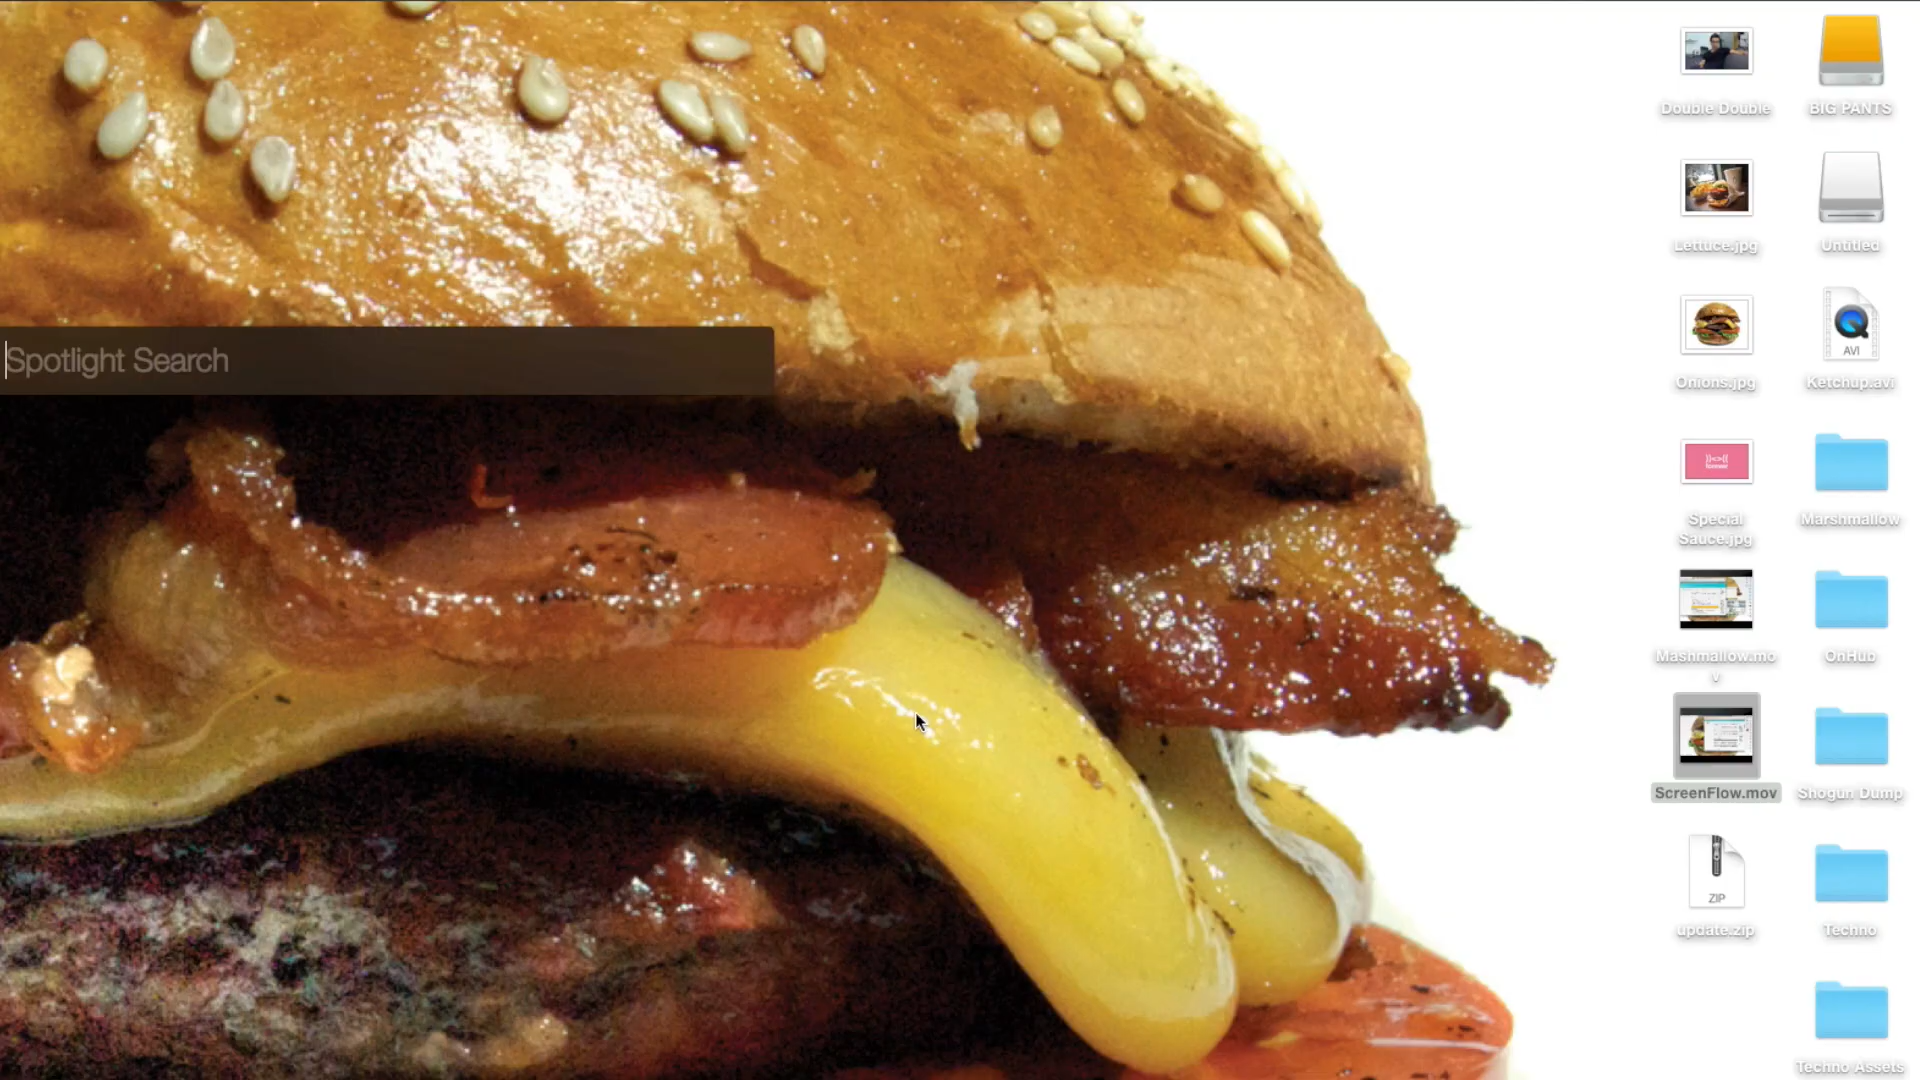 Double Double
BIG PANTS
Lettuce.jpg
Untitled
AVI
Onions.jpg
Ketchup.avi
Spotlight Search
Special
Sauce.jpg
Marshmallow
Mashmallow.mo
v
OnHub
ScreenFlow.mov
Shogun Dump
ZIP
update.zip
Techno
Techno Assets